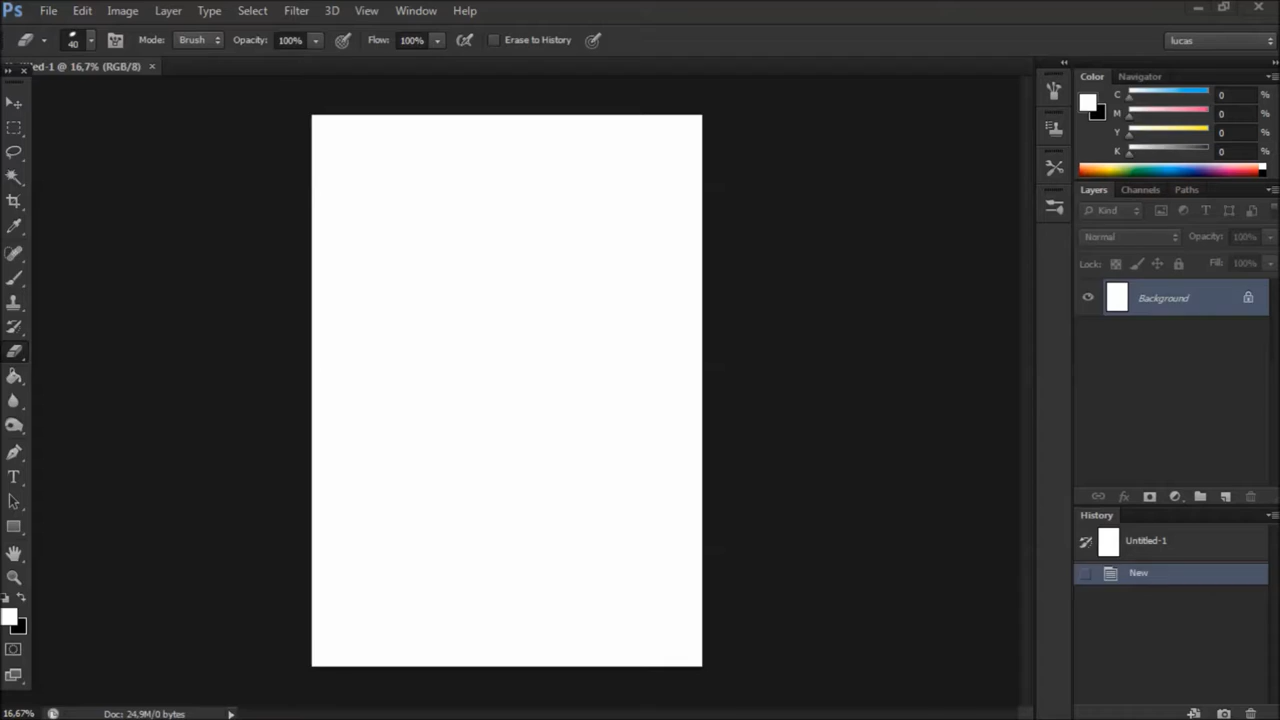 Ps File Edit Image Layer Type Select Filter 3D View Window Help
40 Mode: Brush Opacity: 100% Flow: 100% Erase to History lucas
ed-1 @ 16,7% (RGB/8) ×
Color Navigator
C 0 %
M 0 %
Y 0 %
K 0 %
Layers Channels Paths
Kind T
Normal Opacity: 100%
Lock: Fill: 100%
Background
fx
History
Untitled-1
New
T
16,67% Doc: 24,9M/0 bytes